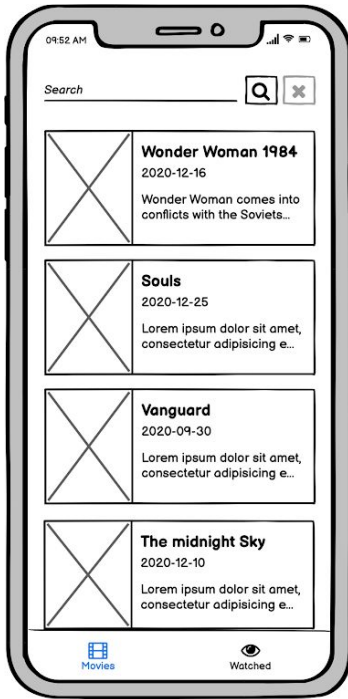 09:52 AM
Search
Wonder Woman 1984
2020-12-16
Wonder Woman comes into
conflicts with the Soviets...
Souls
2020-12-25
Lorem ipsum dolor sit amet,
consectetur adipisicing e...
Vanguard
2020-09-30
Lorem ipsum dolor sit amet,
consectetur adipisicing e...
The midnight Sky
2020-12-10
Lorem ipsum dolor sit amet,
consectetur adipisicing e...
Movies
Watched